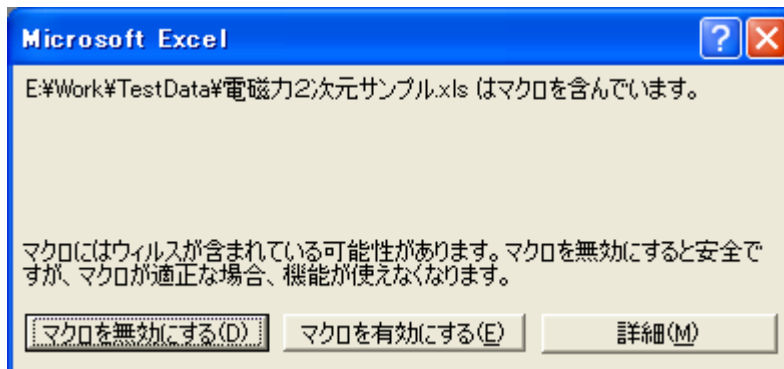 Microsoft Excel
E:¥Work¥TestData¥電磁力2次元サンプル.xls はマクロを含んでいます。
マクロにはウィルスが含まれている可能性があります。マクロを無効にすると安全で
すが、マクロが適正な場合、機能が使えなくなります。
マクロを無効にする(D) マクロを有効にする(E) 詳細(M)